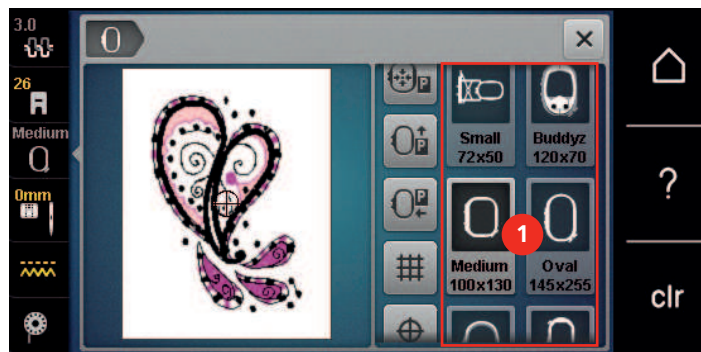 3.0
26
Medium
0mm
P
P
P
Small
72x50
Buddyz
120x70
Medium
100x130
Oval
145x255
1
?
clr